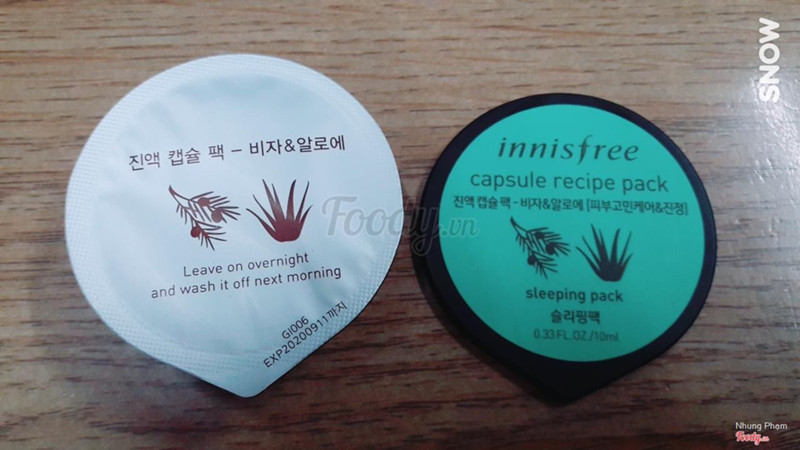 진액 캡슐 팩 – 비자&알로에
Leave on overnight
and wash it off next morning
GI006
EXP20200911까지
innisfree
capsule recipe pack
진액 캡슐 팩 - 비자&알로에 [피부고민케어&진정]
sleeping pack
슬리핑팩
0.33 FL.OZ./10ml
Foody.vn
SNOW
Nhung Phạm
Foody.vn